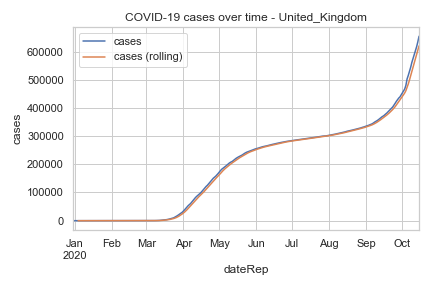 COVID-19 cases over time - United_Kingdom
cases
cases (rolling)
600000
500000
400000
300000
200000
100000
0
cases
Jan Feb Mar Apr May Jun Jul Aug Sep Oct
2020
dateRep